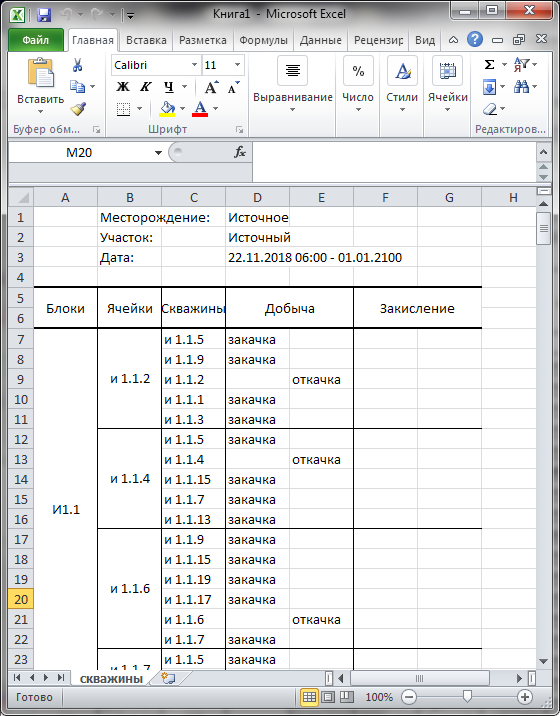 Книга1 - Microsoft Excel
Файл Главная Вставка Разметка Формулы Данные Рецензир Вид
Вставить
Calibri 11
Ж К Ч А А
А
Выравнивание Число Стили Ячейки
Буфер обм... Шрифт Редактиров...
M20 fx
A B C D E F G H
1 Месторождение: Источное
2 Участок: Источный
3 Дата: 22.11.2018 06:00 - 01.01.2100
4
5 Блоки Ячейки Скважины Добыча Закисление
6
7 и 1.1.5 закачка
8 и 1.1.9 закачка
9 и 1.1.2 и 1.1.2 откачка
10 и 1.1.1 закачка
11 и 1.1.3 закачка
12 и 1.1.5 закачка
13 и 1.1.4 откачка
14 и 1.1.4 и 1.1.15 закачка
15 и 1.1.7 закачка
16 И1.1 и 1.1.13 закачка
17 и 1.1.9 закачка
18 и 1.1.15 закачка
19 и 1.1.19 закачка
20 и 1.1.6 и 1.1.17 закачка
21 и 1.1.6 откачка
22 и 1.1.7 закачка
23 и 1.1.7 и 1.1.5 закачка
скважины
Готово 100%